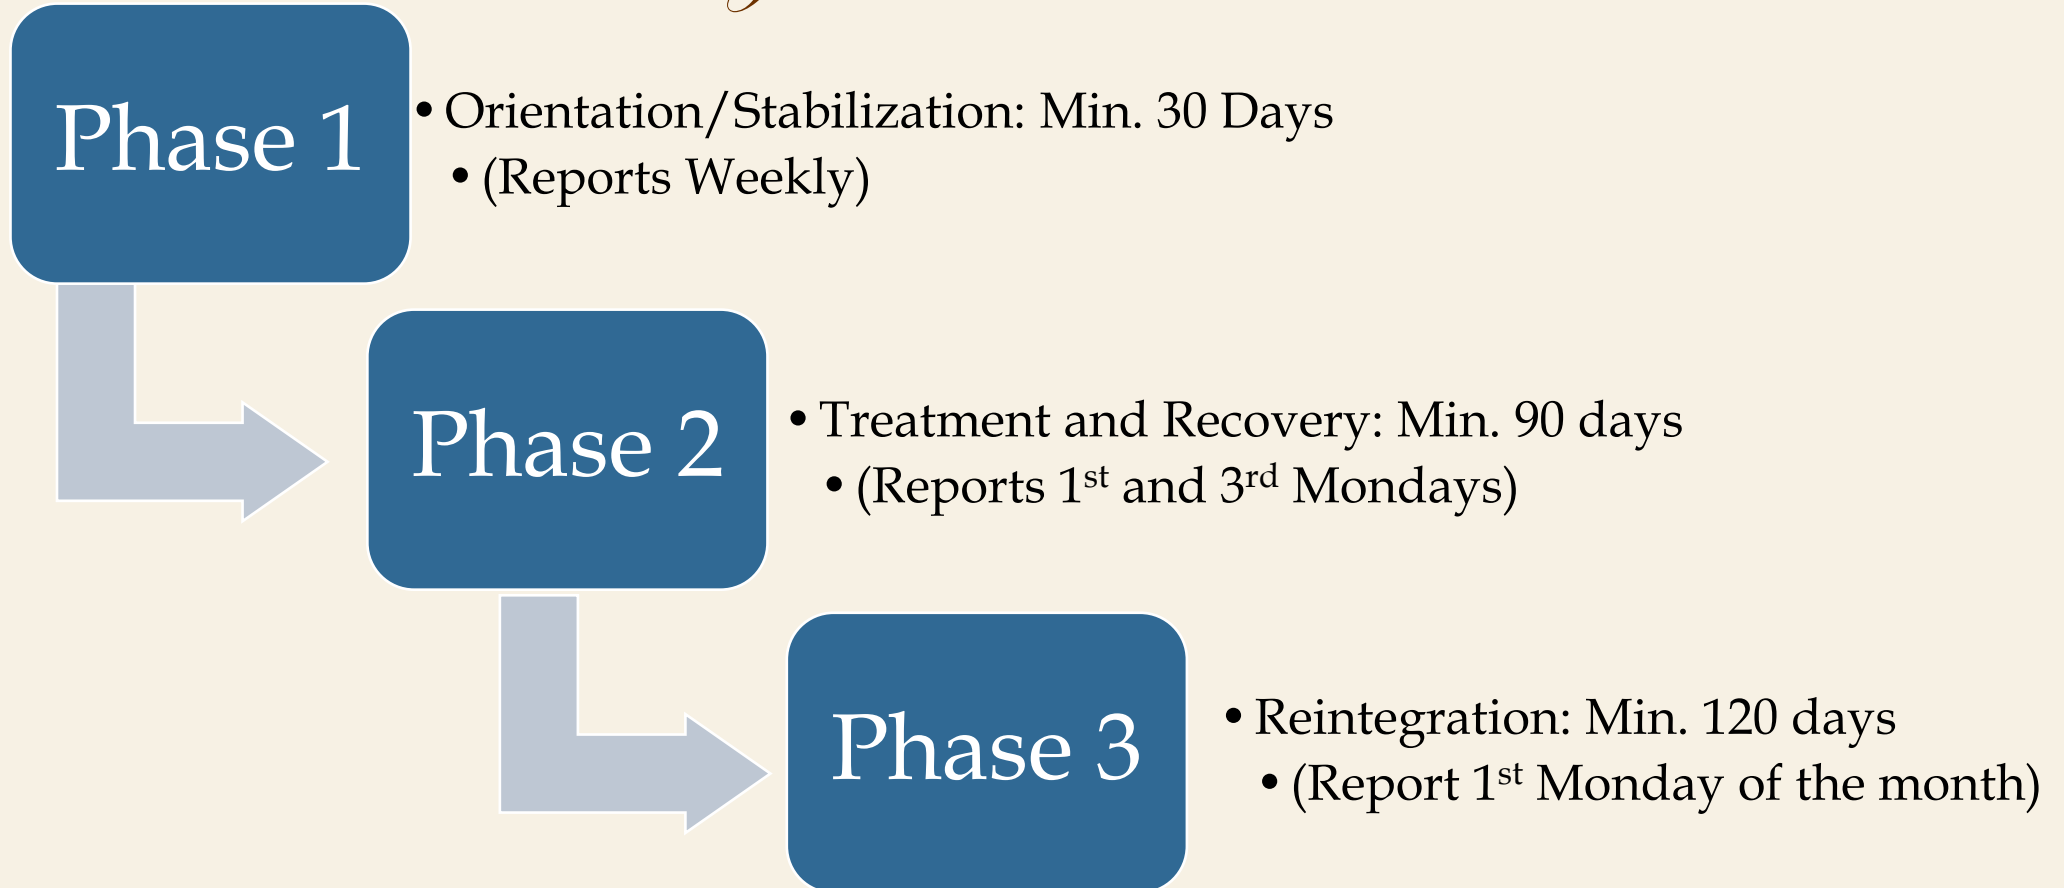 Phase 1
• Orientation/Stabilization: Min. 30 Days
• (Reports Weekly)
Phase 2
• Treatment and Recovery: Min. 90 days
• (Reports 1st and 3rd Mondays)
Phase 3
• Reintegration: Min. 120 days
• (Report 1st Monday of the month)